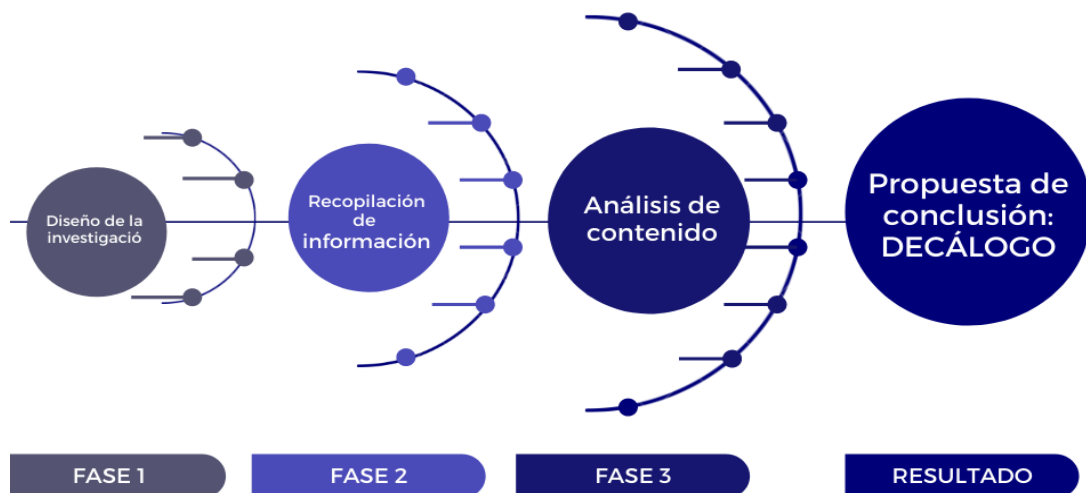 Diseño de la
investigació
Recopilación
de
información
Análisis de
contenido
Propuesta de
conclusión:
DECÁLOGO
FASE 1
FASE 2
FASE 3
RESULTADO